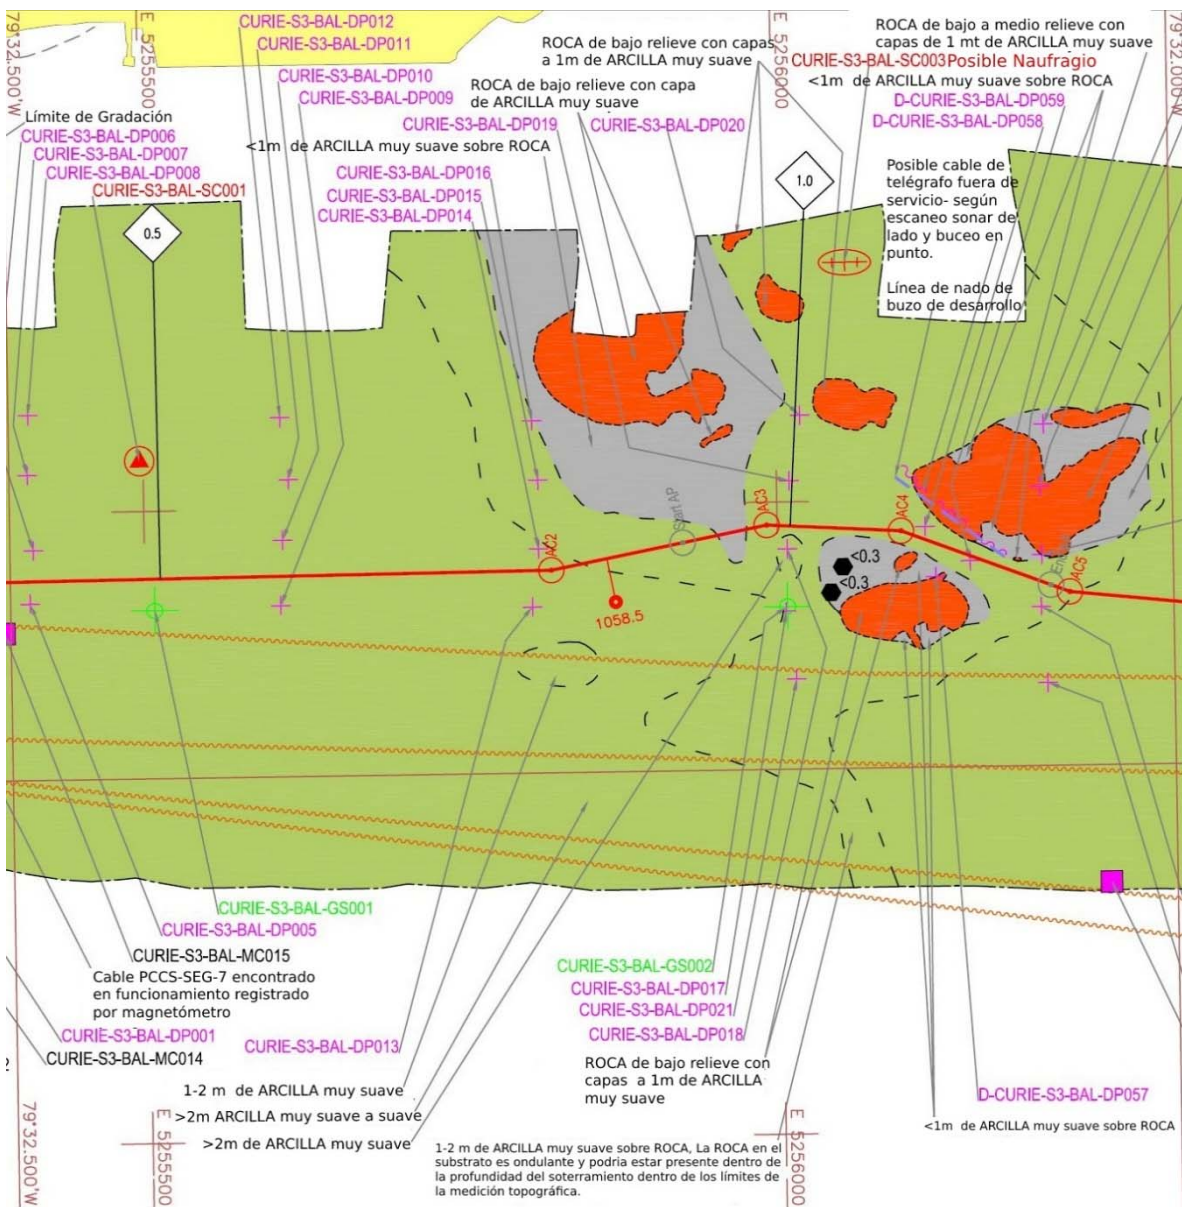 79°32.500'W
E 5255500
CURIE-S3-BAL-DP012
CURIE-S3-BAL-DP011
CURIE-S3-BAL-DP010
CURIE-S3-BAL-DP009
ROCA de bajo relieve con capas
a 1m de ARCILLA muy suave
E 5256000
ROCA de bajo a medio relieve con
capas de 1 mt de ARCILLA muy suave
79°32.000'W
CURIE-S3-BAL-SC003 Posible Naufragio
<1m de ARCILLA muy suave sobre ROCA
D-CURIE-S3-BAL-DP059
D-CURIE-S3-BAL-DP058
ROCA de bajo relieve con capa
de ARCILLA muy suave
CURIE-S3-BAL-DP019
CURIE-S3-BAL-DP020
Límite de Gradación
CURIE-S3-BAL-DP006
CURIE-S3-BAL-DP007
CURIE-S3-BAL-DP008
CURIE-S3-BAL-SC001
<1m de ARCILLA muy suave sobre ROCA
CURIE-S3-BAL-DP016
CURIE-S3-BAL-DP015
CURIE-S3-BAL-DP014
Posible cable de
telégrafo fuera de
servicio- según
escaneo sonar de
lado y buceo en
punto.
Línea de nado de
buzo de desarrollo
0.5
1.0
AC2
Start AP
AC3
AC4
AC5
<0.3
<0.3
1058.5
CURIE-S3-BAL-GS001
CURIE-S3-BAL-DP005
CURIE-S3-BAL-MC015
Cable PCCS-SEG-7 encontrado
en funcionamiento registrado
por magnetómetro
CURIE-S3-BAL-DP001
CURIE-S3-BAL-MC014
CURIE-S3-BAL-DP013
1-2 m de ARCILLA muy suave
>2m ARCILLA muy suave a suave
>2m de ARCILLA muy suave
CURIE-S3-BAL-GS002
CURIE-S3-BAL-DP017
CURIE-S3-BAL-DP021
CURIE-S3-BAL-DP018
ROCA de bajo relieve con
capas a 1m de ARCILLA
muy suave
D-CURIE-S3-BAL-DP057
<1m de ARCILLA muy suave sobre ROCA
1-2 m de ARCILLA muy suave sobre ROCA, La ROCA en el
substrato es ondulante y podria estar presente dentro de
la profundidad del soterramiento dentro de los límites de
la medición topográfica.
79°32.500'W
E 5255500
E 5256000